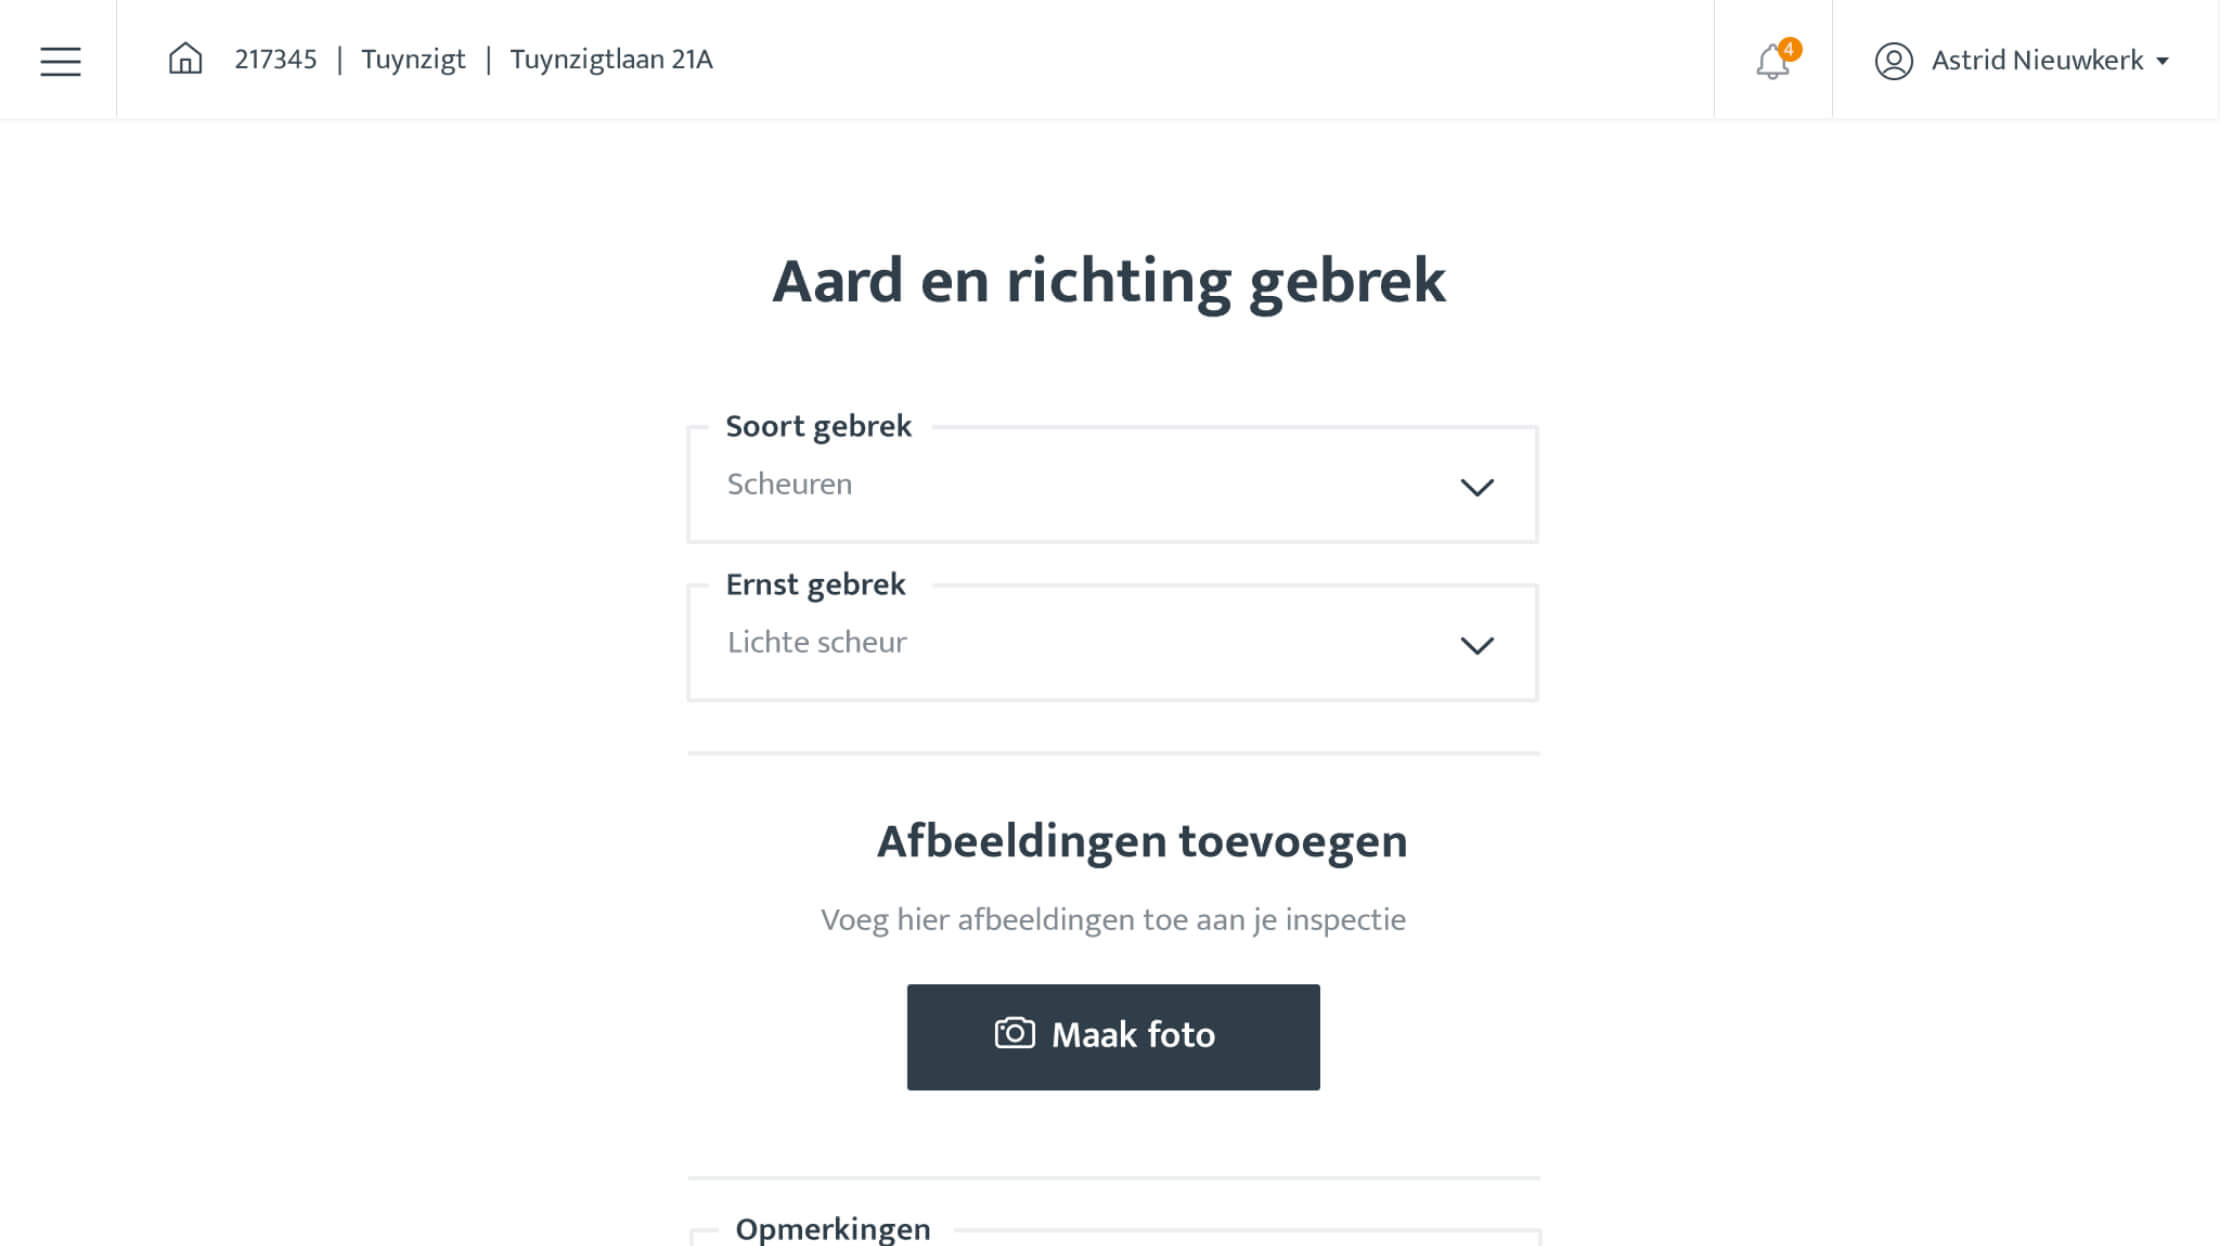 217345 | Tuynzigt | Tuynzigtlaan 21A
4
Astrid Nieuwkerk
Aard en richting gebrek
Soort gebrek
Scheuren
Ernst gebrek
Lichte scheur
Afbeeldingen toevoegen
Voeg hier afbeeldingen toe aan je inspectie
Maak foto
Opmerkingen